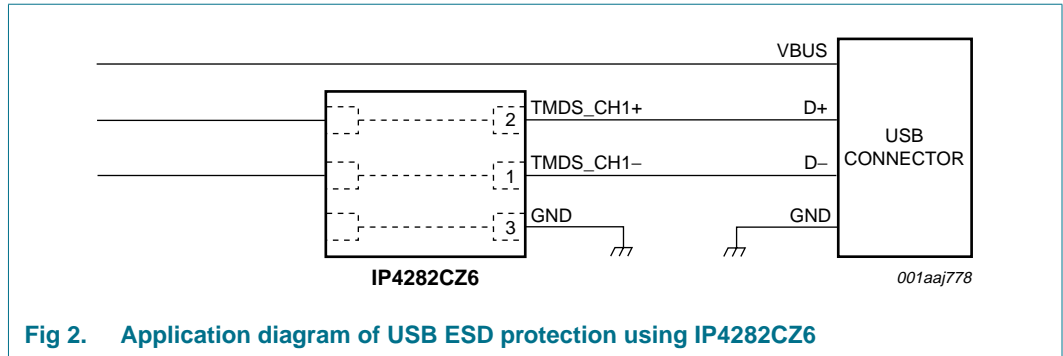 VBUS
TMDS_CH1+
D+
2
USB
CONNECTOR
TMDS_CH1−
D−
1
GND
GND
3
IP4282CZ6
001aaj778
Fig 2. Application diagram of USB ESD protection using IP4282CZ6